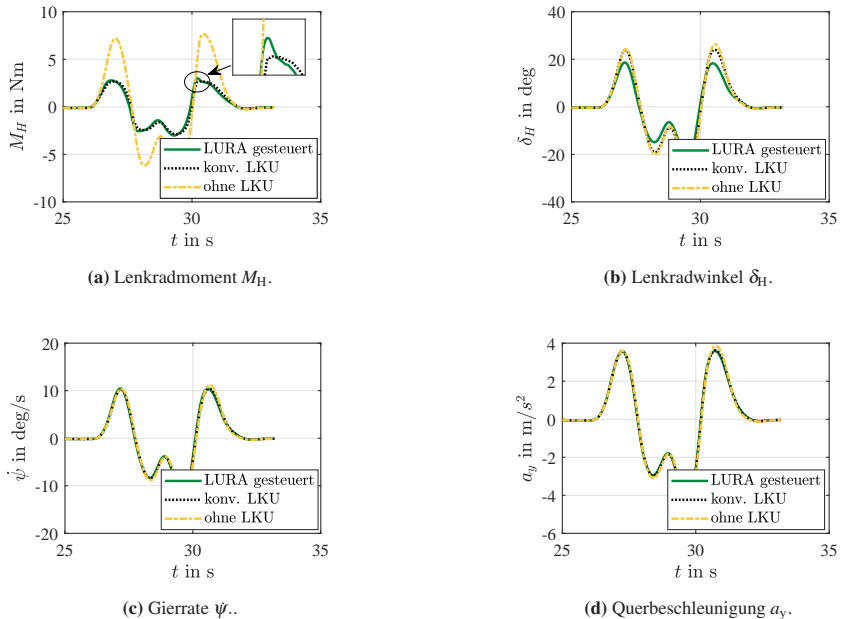 10
5
0
-5
-10
M_H in Nm
25
30
35
t in s
LURA gesteuert
konv. LKU
ohne LKU
(a) Lenkradmoment M_H.
40
20
0
-20
-40
δ_H in deg
25
30
35
t in s
LURA gesteuert
konv. LKU
ohne LKU
(b) Lenkradwinkel δ_H.
20
10
0
-10
-20
ψ̇ in deg/s
25
30
35
t in s
LURA gesteuert
konv. LKU
ohne LKU
(c) Gierrate ψ..
4
2
0
-2
-4
-6
a_y in m/s²
25
30
35
t in s
LURA gesteuert
konv. LKU
ohne LKU
(d) Querbeschleunigung a_y.